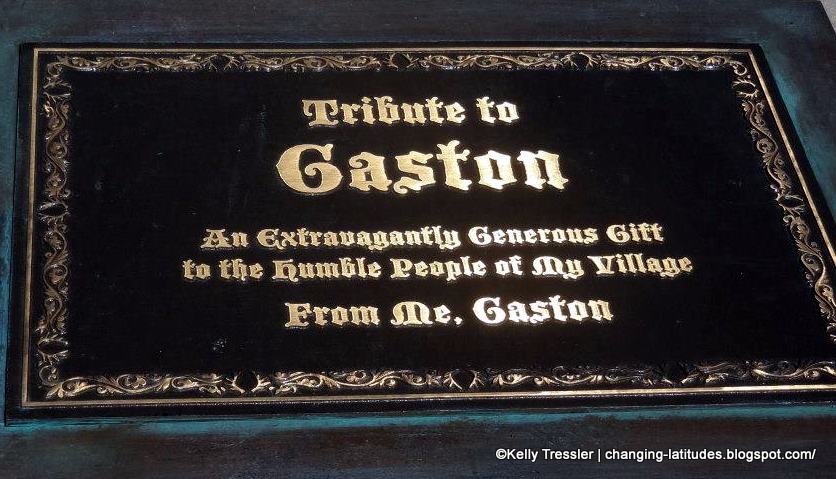 Tribute to
Gaston
An Extravagantly Generous Gift
to the Humble People of My Village
From Me, Gaston
©Kelly Tressler | changing-latitudes.blogspot.com/